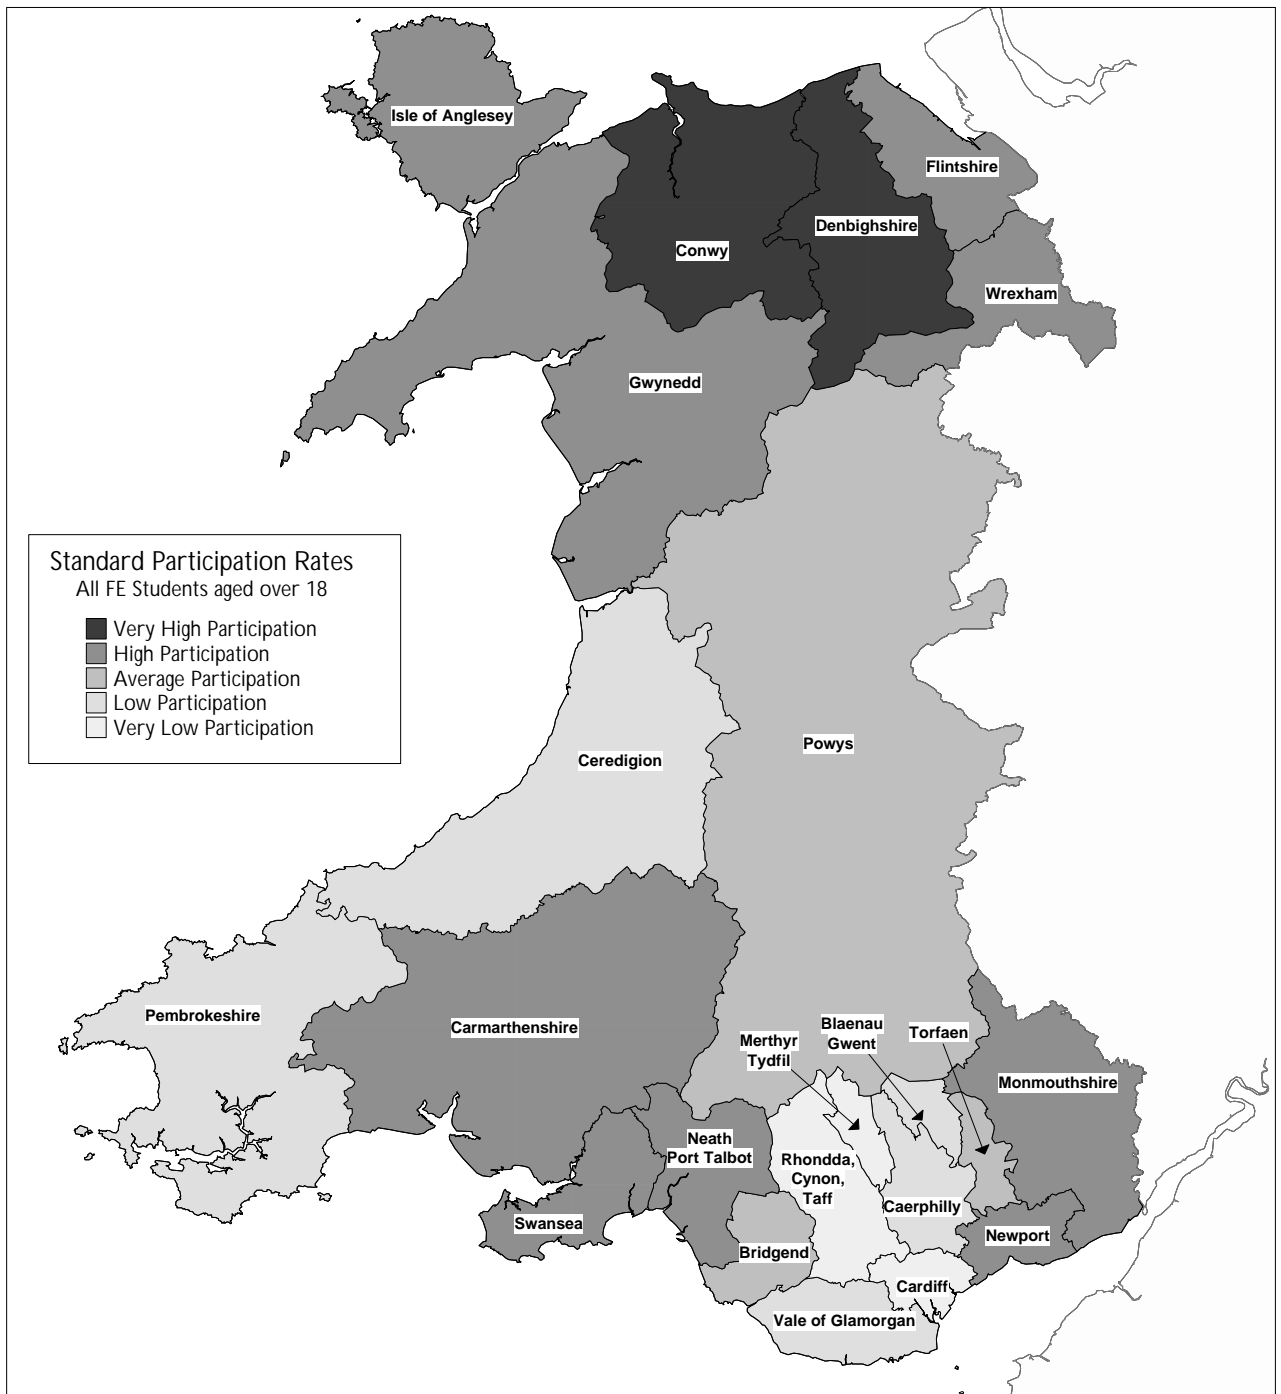 Isle of Anglesey
Flintshire
Denbighshire
Conwy
Wrexham
Gwynedd
Standard Participation Rates
All FE Students aged over 18
Very High Participation
High Participation
Average Participation
Low Participation
Very Low Participation
Powys
Ceredigion
Pembrokeshire
Carmarthenshire
Merthyr
Tydfil
Blaenau
Gwent
Torfaen
Monmouthshire
Neath
Port Talbot
Rhondda,
Cynon,
Taff
Caerphilly
Swansea
Newport
Bridgend
Cardiff
Vale of Glamorgan